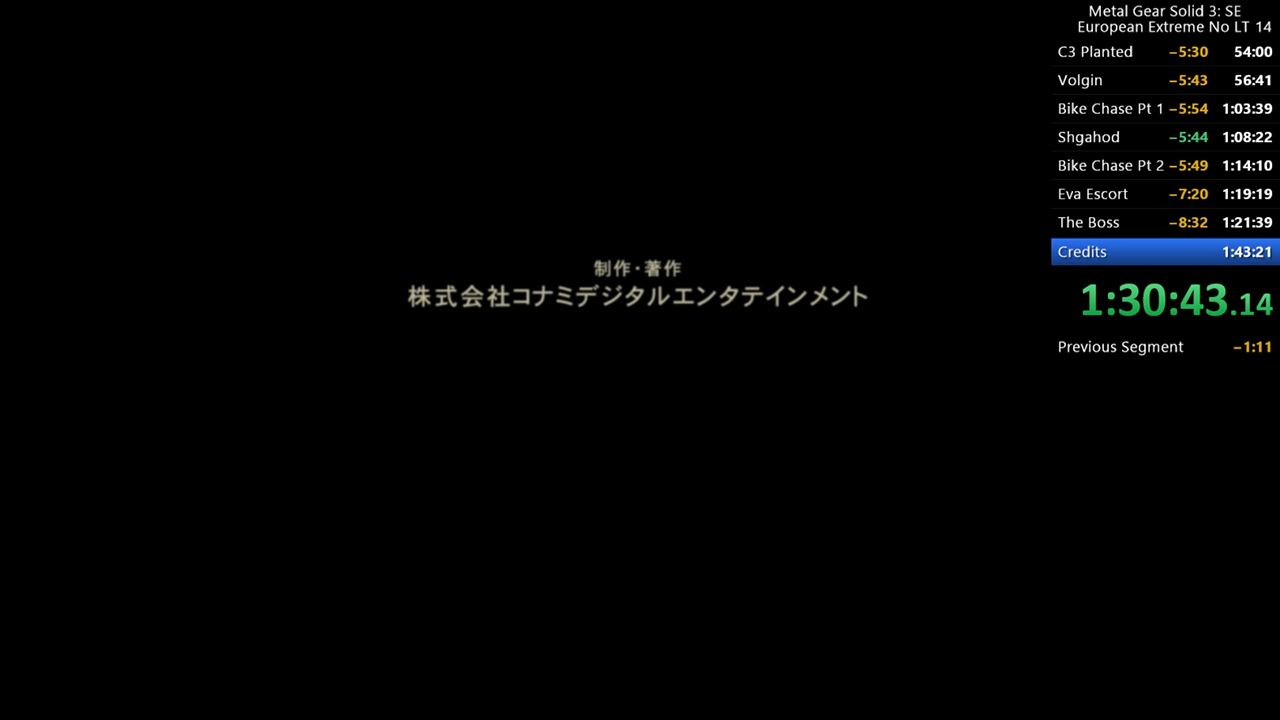 制作・著作
株式会社コナミデジタルエンタテインメント
Metal Gear Solid 3: SE
European Extreme No LT 14
C3 Planted −5:30 54:00
Volgin −5:43 56:41
Bike Chase Pt 1 −5:54 1:03:39
Shgahod −5:44 1:08:22
Bike Chase Pt 2 −5:49 1:14:10
Eva Escort −7:20 1:19:19
The Boss −8:32 1:21:39
Credits 1:43:21
1:30:43.14
Previous Segment −1:11